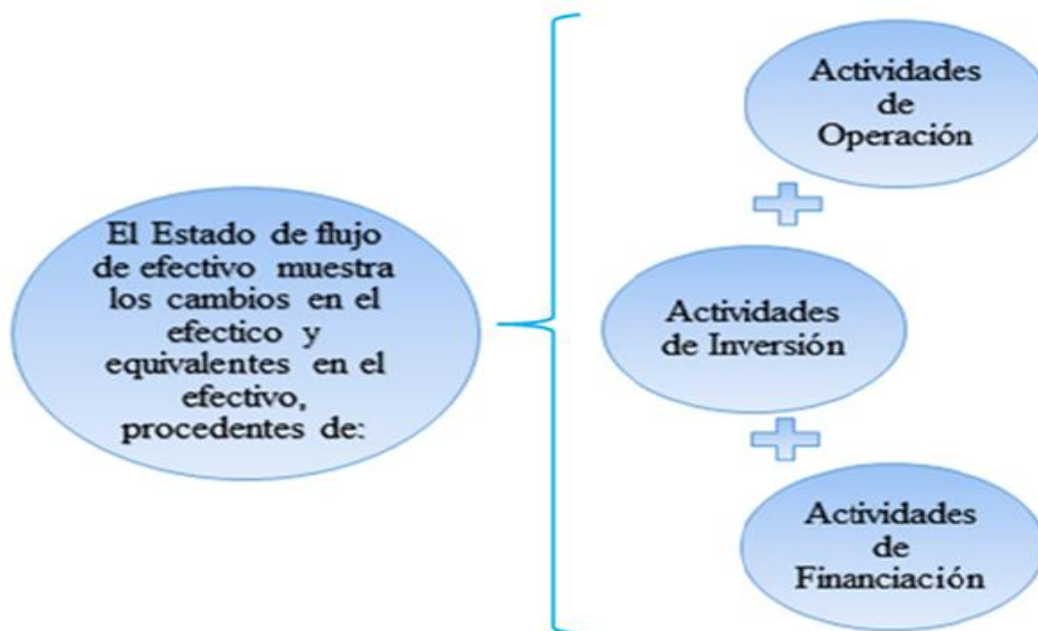 El Estado de flujo
de efectivo muestra
los cambios en el
efectico y
equivalentes en el
efectivo,
procedentes de:
Actividades
de
Operación
Actividades
de Inversión
Actividades
de
Financiación